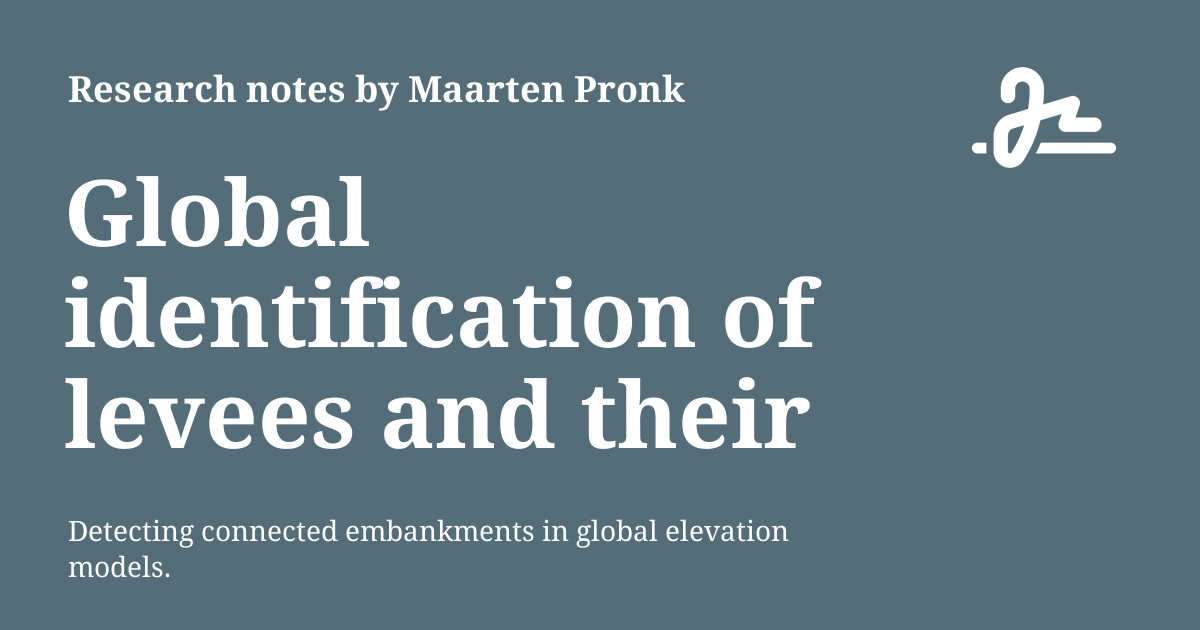 Research notes by Maarten Pronk
Global
identification of
levees and their
Detecting connected embankments in global elevation
models.